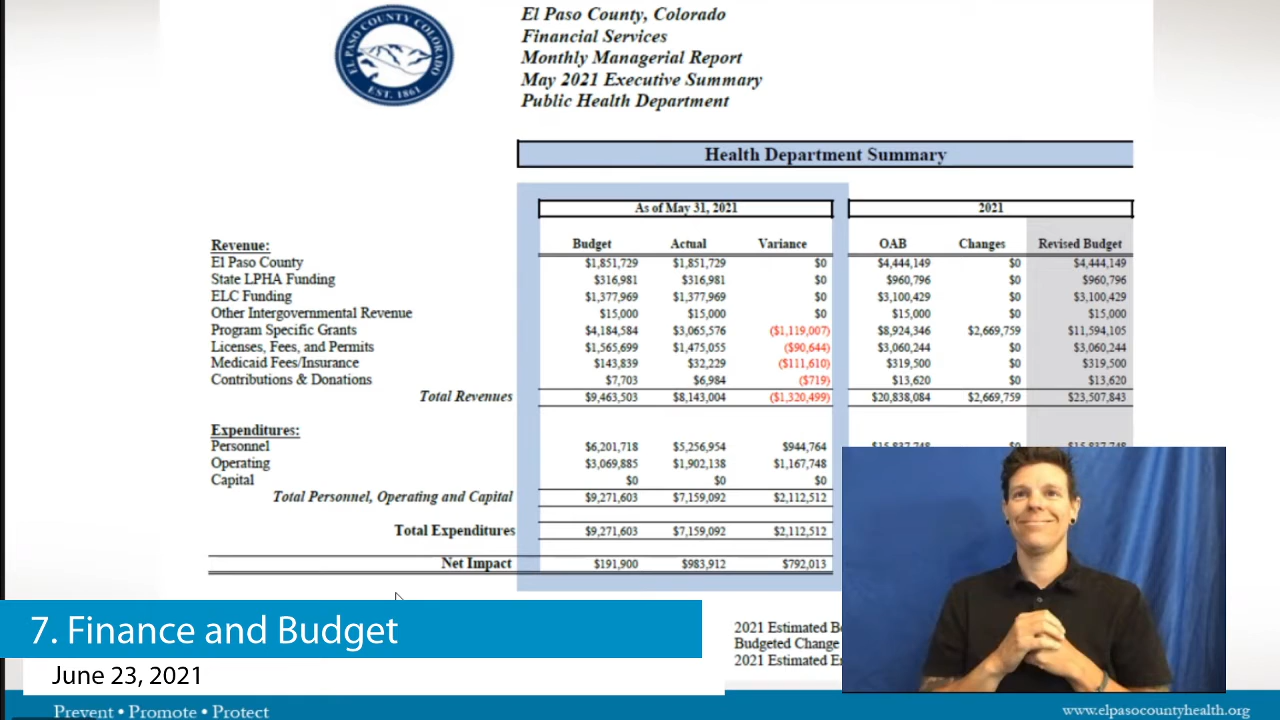 EL PASO COUNTY COLORADO
EST. 1861
El Paso County, Colorado
Financial Services
Monthly Managerial Report
May 2021 Executive Summary
Public Health Department
Health Department Summary
As of May 31, 2021 2021
Revenue: Budget Actual Variance OAB Changes Revised Budget
El Paso County $1,851,729 $1,851,729 $0 $4,444,149 $0 $4,444,149
State LPHA Funding $316,981 $316,981 $0 $960,796 $0 $960,796
ELC Funding $1,377,969 $1,377,969 $0 $3,100,429 $0 $3,100,429
Other Intergovernmental Revenue $15,000 $15,000 $0 $15,000 $0 $15,000
Program Specific Grants $4,184,584 $3,065,576 ($1,119,007) $8,924,346 $2,669,759 $11,594,105
Licenses, Fees, and Permits $1,565,699 $1,475,055 ($90,644) $3,060,244 $0 $3,060,244
Medicaid Fees/Insurance $143,839 $32,229 ($111,610) $319,500 $0 $319,500
Contributions & Donations $7,703 $6,984 ($719) $13,620 $0 $13,620
Total Revenues $9,463,503 $8,143,004 ($1,320,499) $20,838,084 $2,669,759 $23,507,843
Expenditures:
Personnel $6,201,718 $5,256,954 $944,764 $15,837,748 $0 $15,837,748
Operating $3,069,885 $1,902,138 $1,167,748
Capital $0 $0 $0
Total Personnel, Operating and Capital $9,271,603 $7,159,092 $2,112,512
Total Expenditures $9,271,603 $7,159,092 $2,112,512
Net Impact $191,900 $983,912 $792,013
2021 Estimated B
Budgeted Change
2021 Estimated E
7. Finance and Budget
June 23, 2021
Prevent • Promote • Protect
www.elpasocountyhealth.org